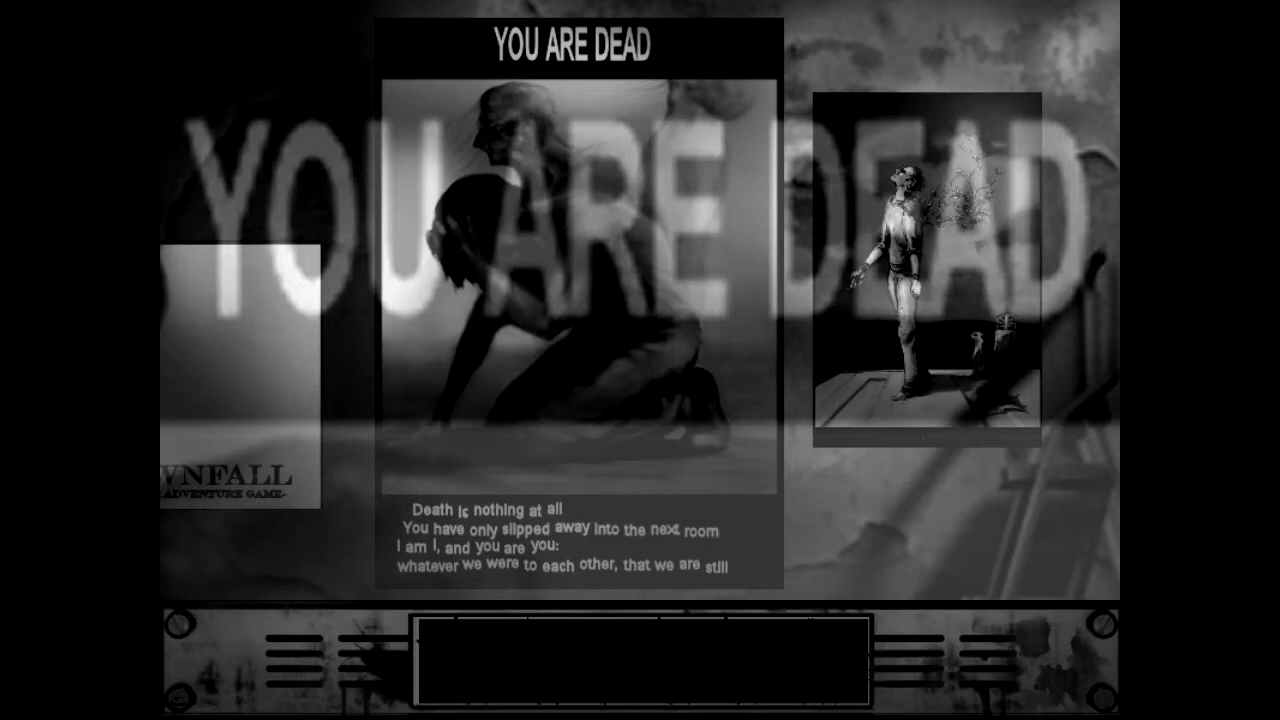 YOU ARE DEAD
YOU ARE DEAD
WNFALL
ADVENTURE GAME-
Death is nothing at all
You have only slipped away into the next room
I am I, and you are you:
whatever we were to each other, that we are still